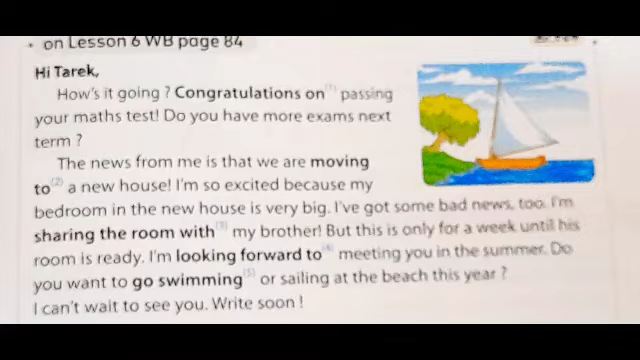 on Lesson 6 WB page 84
Hi Tarek,
How's it going ? Congratulations on (1) passing
your maths test! Do you have more exams next
term ?
The news from me is that we are moving
to (2) a new house! I'm so excited because my
bedroom in the new house is very big. I've got some bad news, too. I'm
sharing the room with (3) my brother! But this is only for a week until his
room is ready. I'm looking forward to (4) meeting you in the summer. Do
you want to go swimming (5) or sailing at the beach this year ?
I can't wait to see you. Write soon !